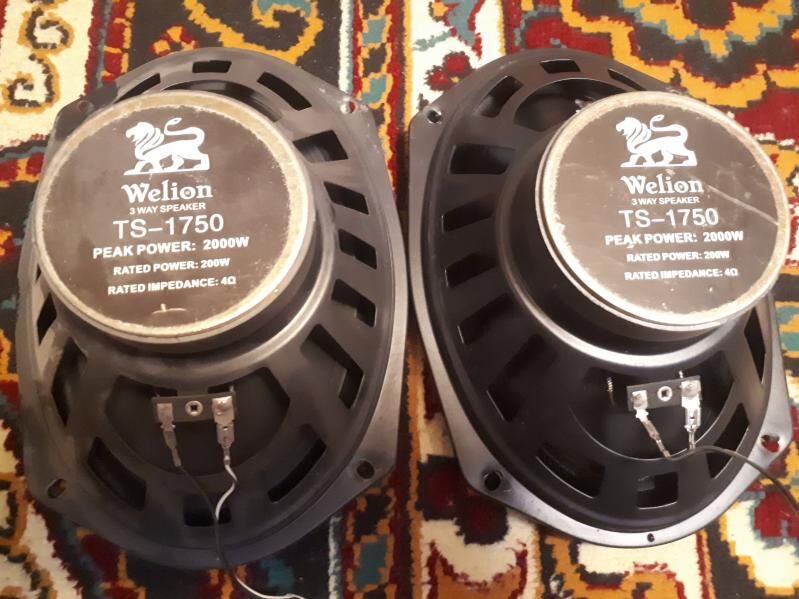 Welion
3 WAY SPEAKER
TS-1750
PEAK POWER: 2000W
RATED POWER: 200W
RATED IMPEDANCE: 4Ω
Welion
3 WAY SPEAKER
TS-1750
PEAK POWER: 2000W
RATED POWER: 200W
RATED IMPEDANCE: 4Ω